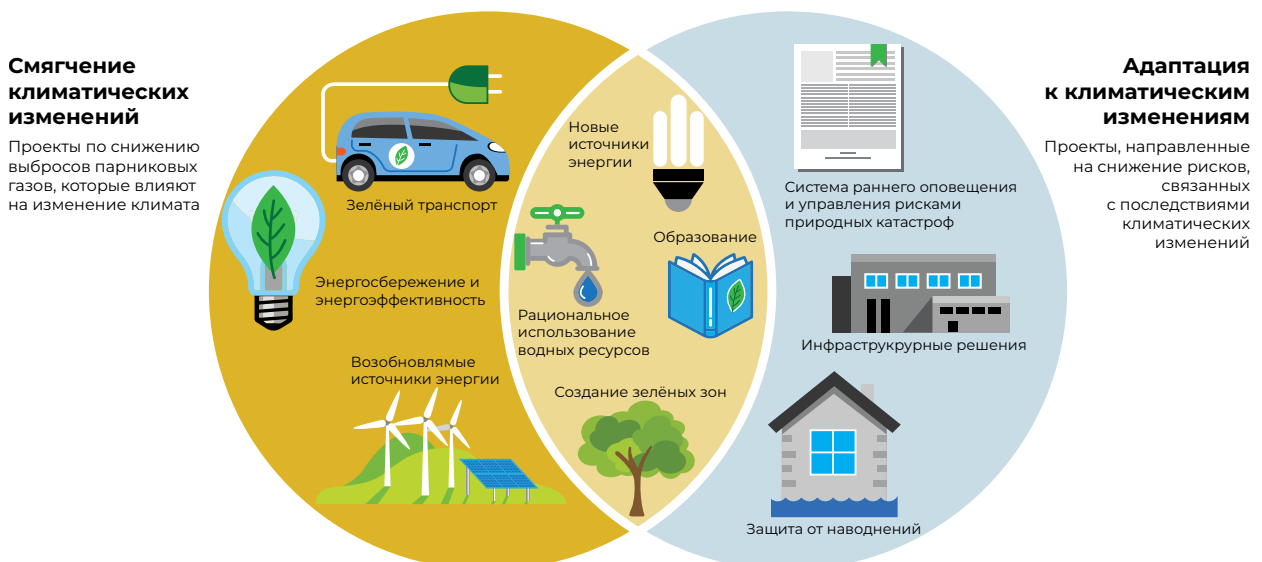 Смягчение
климатических
изменений
Проекты по снижению
выбросов парниковых
газов, которые влияют
на изменение климата
Зелёный транспорт
Энергосбережение и
энергоэффективность
Возобновлямые
источники энергии
Новые
источники
энергии
Образование
Рациональное
использование
водных ресурсов
Создание зелёных зон
Система раннего оповещения
и управления рисками
природных катастроф
Инфраструкрурные решения
Защита от наводнений
Адаптация
к климатическим
изменениям
Проекты, направленные
на снижение рисков,
связанных
с последствиями
климатических
изменений